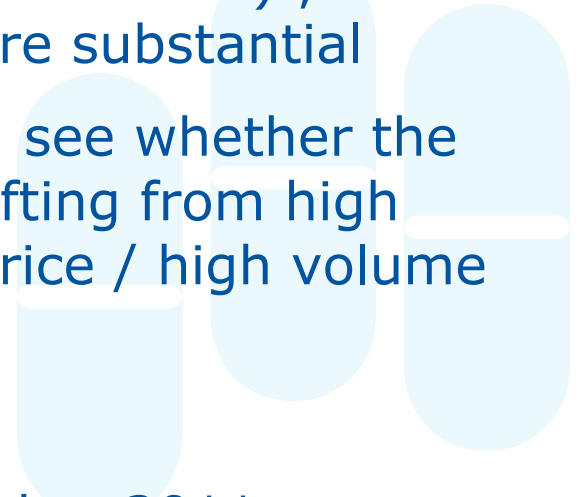 re substantial
see whether the
fting from high
rice / high volume